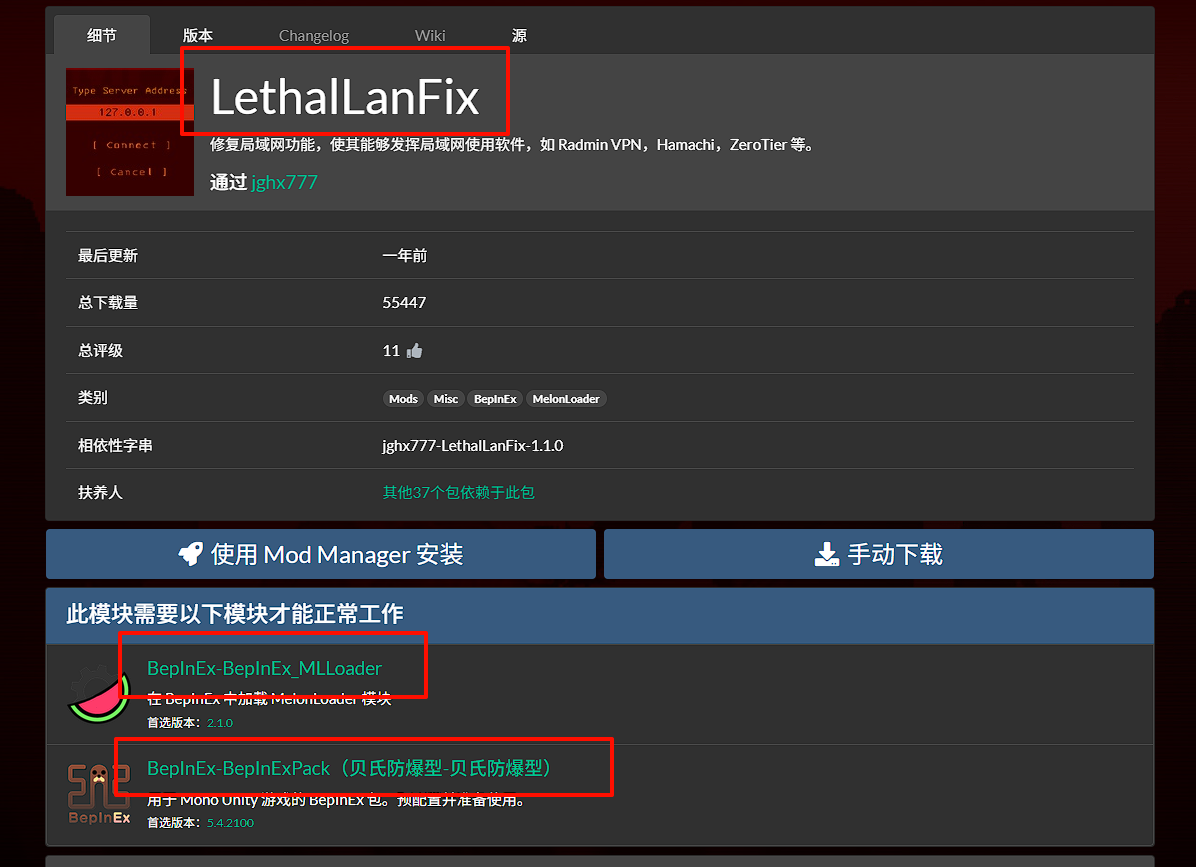 细节 版本 Changelog Wiki 源
Type Server Address
127.0.0.1
[ Connect ]
[ Cancel ]
LethalLanFix
修复局域网功能，使其能够发挥局域网使用软件，如 Radmin VPN，Hamachi，ZeroTier 等。
通过 jghx777
最后更新 一年前
总下载量 55447
总评级 11
类别 Mods Misc BepInEx MelonLoader
相依性字串 jghx777-LethalLanFix-1.1.0
扶养人 其他37个包依赖于此包
使用 Mod Manager 安装 手动下载
此模块需要以下模块才能正常工作
BepInEx-BepInEx_MLLoader
在 BepInEx 中加载 MelonLoader 模块
首选版本：2.1.0
BepInEx-BepInExPack（贝氏防爆型-贝氏防爆型）
用于 Mono Unity 游戏的 BepInEx 包。预配置并准备使用。
BepInEx
首选版本：5.4.2100